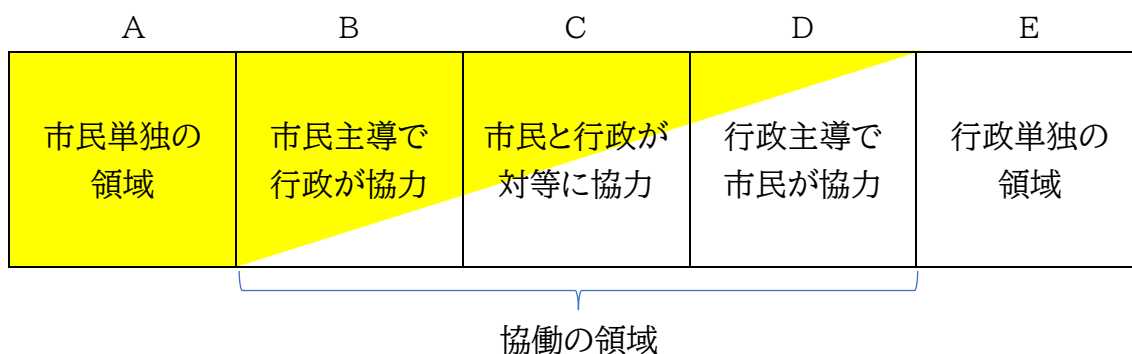 A B C D E
市民単独の
領域
市民主導で
行政が協力
市民と行政が
対等に協力
行政主導で
市民が協力
行政単独の
領域
協働の領域